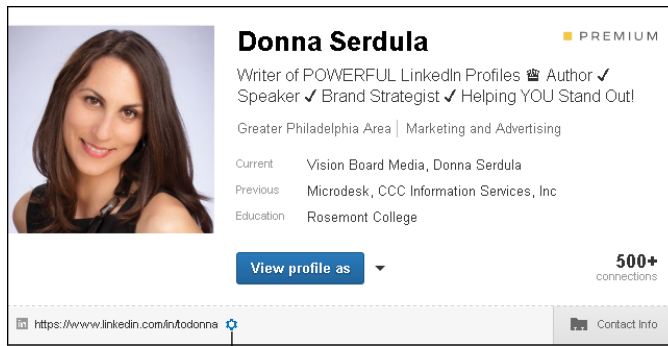 Donna Serdula
PREMIUM
Writer of POWERFUL LinkedIn Profiles ♕ Author ✓
Speaker ✓ Brand Strategist ✓ Helping YOU Stand Out!
Greater Philadelphia Area | Marketing and Advertising
Current Vision Board Media, Donna Serdula
Previous Microdesk, CCC Information Services, Inc
Education Rosemont College
View profile as
500+
connections
in https://www.linkedin.com/in/todonna
Contact Info